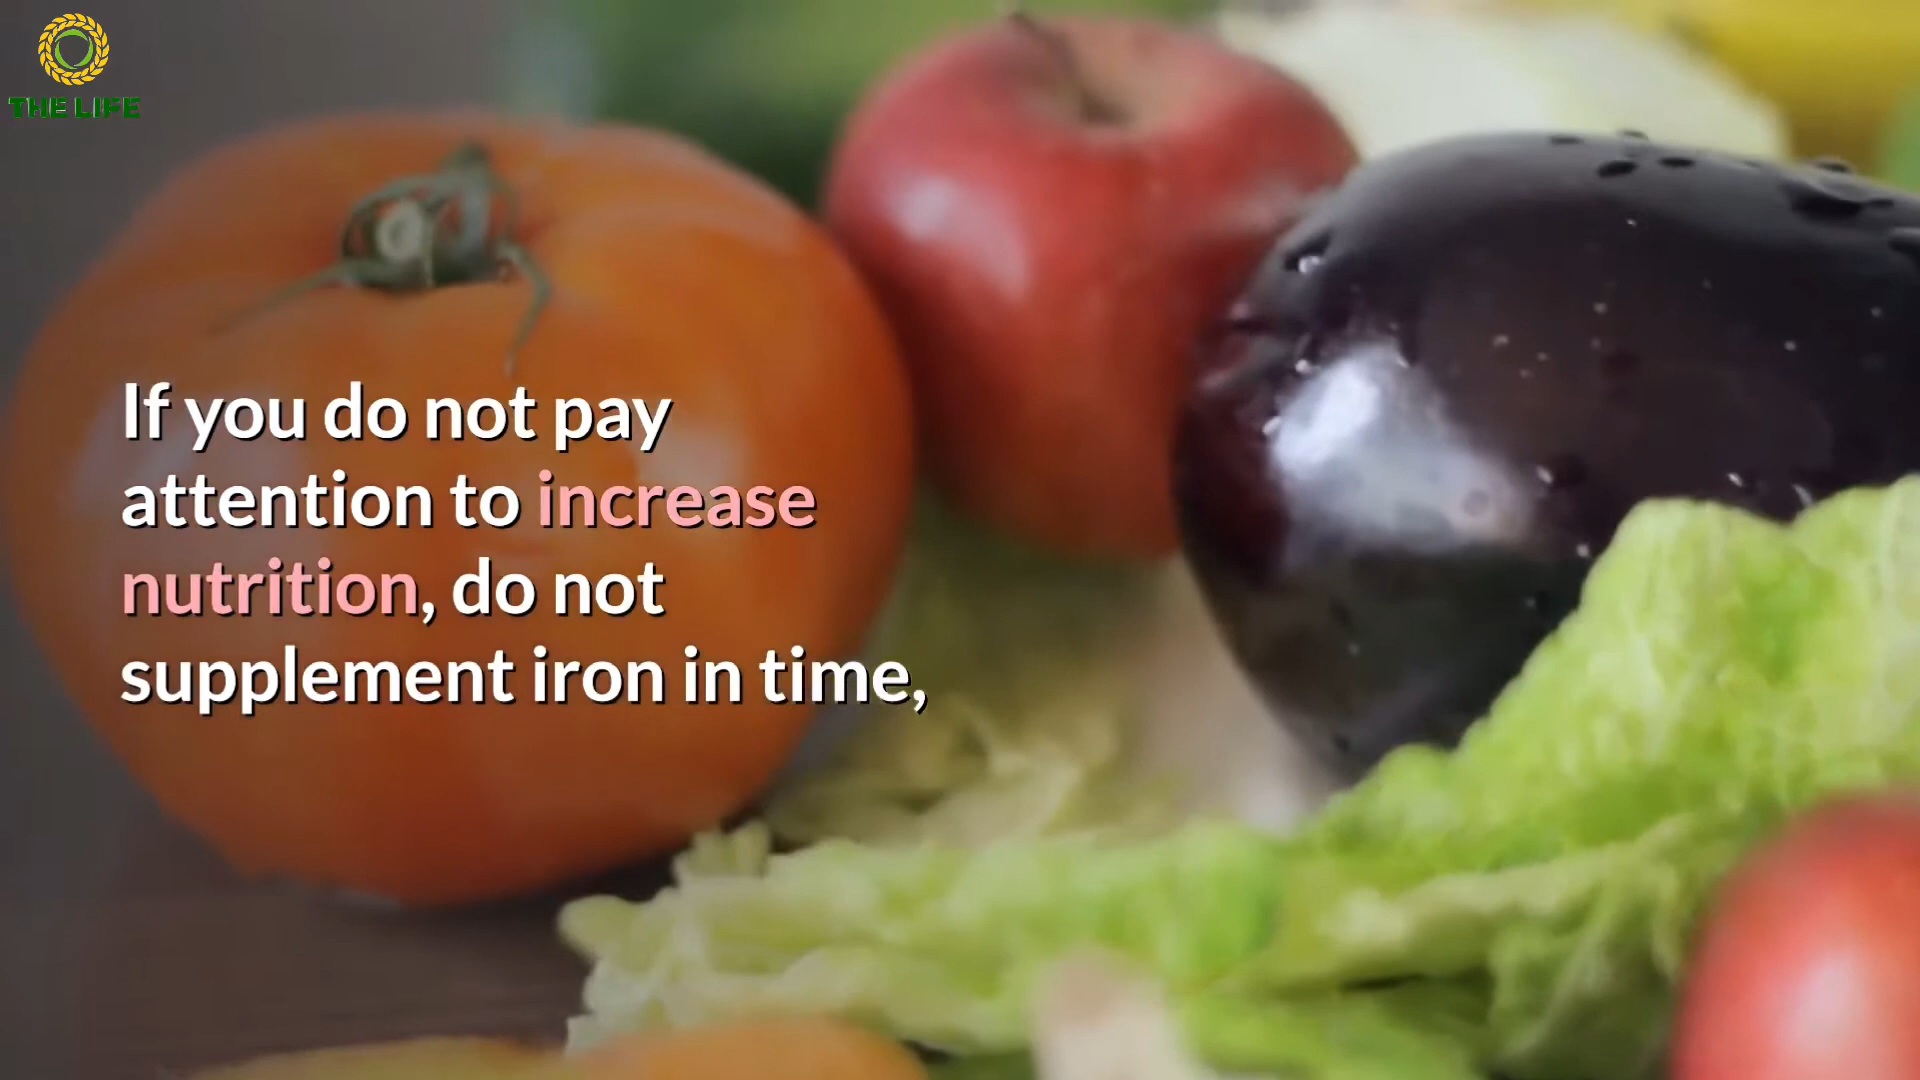 THE LIFE
If you do not pay
attention to increase
nutrition, do not
supplement iron in time,